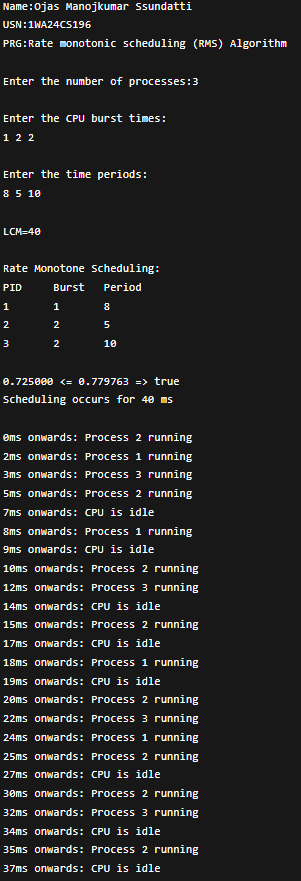 Name:Ojas Manojkumar Ssundatti
USN:1WA24CS196
PRG:Rate monotonic scheduling (RMS) Algorithm
Enter the number of processes:3
Enter the CPU burst times:
1 2 2
Enter the time periods:
8 5 10
LCM=40
Rate Monotone Scheduling:
PID Burst Period
1 1 8
2 2 5
3 2 10
0.725000 <= 0.779763 => true
Scheduling occurs for 40 ms
0ms onwards: Process 2 running
2ms onwards: Process 1 running
3ms onwards: Process 3 running
5ms onwards: Process 2 running
7ms onwards: CPU is idle
8ms onwards: Process 1 running
9ms onwards: CPU is idle
10ms onwards: Process 2 running
12ms onwards: Process 3 running
14ms onwards: CPU is idle
15ms onwards: Process 2 running
17ms onwards: CPU is idle
18ms onwards: Process 1 running
19ms onwards: CPU is idle
20ms onwards: Process 2 running
22ms onwards: Process 3 running
24ms onwards: Process 1 running
25ms onwards: Process 2 running
27ms onwards: CPU is idle
30ms onwards: Process 2 running
32ms onwards: Process 3 running
34ms onwards: CPU is idle
35ms onwards: Process 2 running
37ms onwards: CPU is idle